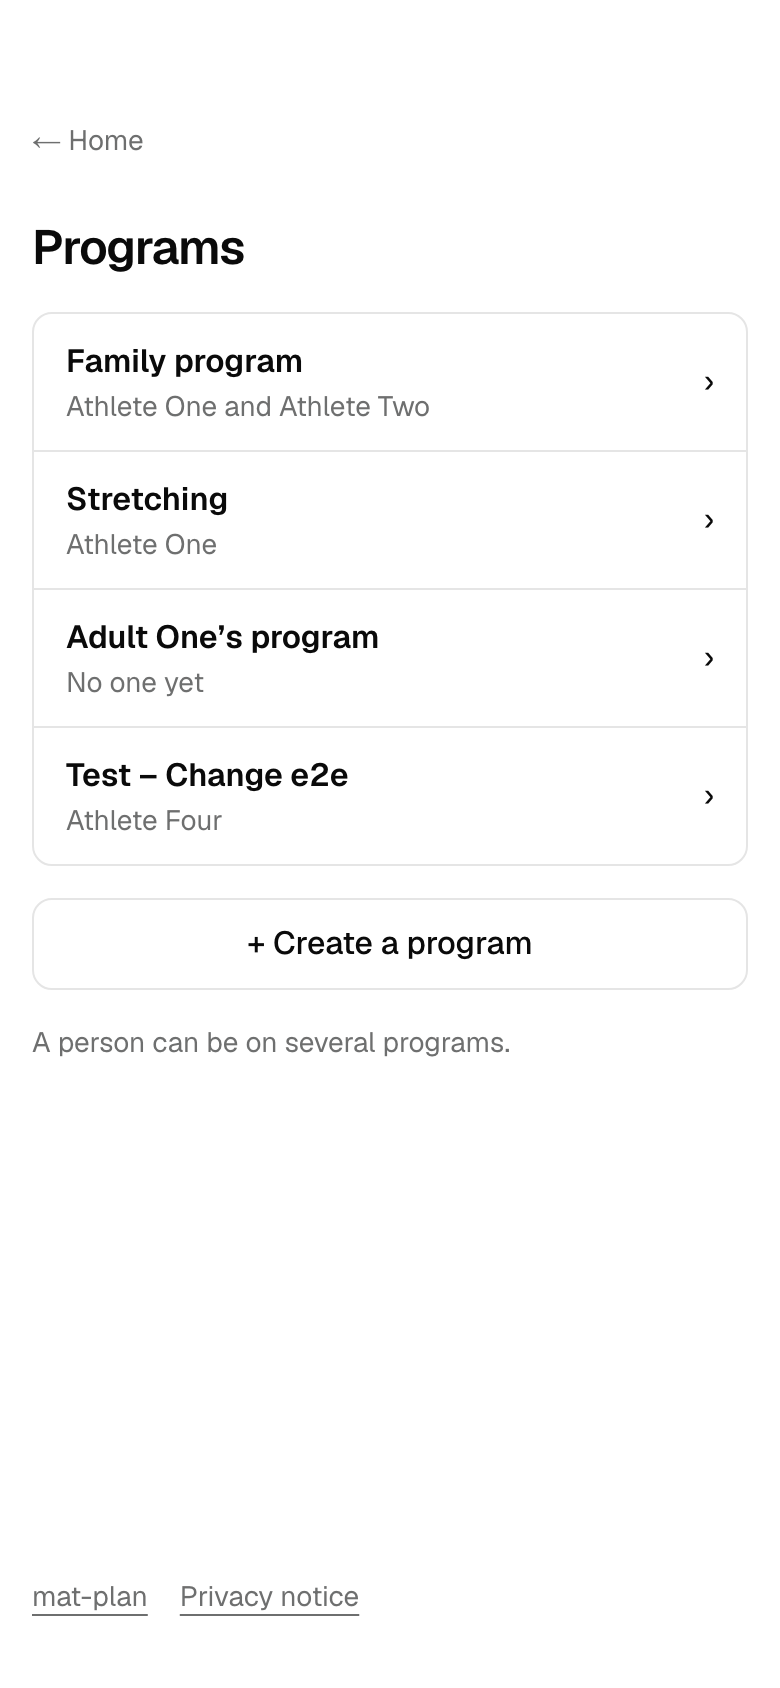 ← Home
Programs
Family program
Athlete One and Athlete Two
›
Stretching
Athlete One
›
Adult One’s program
No one yet
›
Test – Change e2e
Athlete Four
›
+ Create a program
A person can be on several programs.
mat-plan Privacy notice